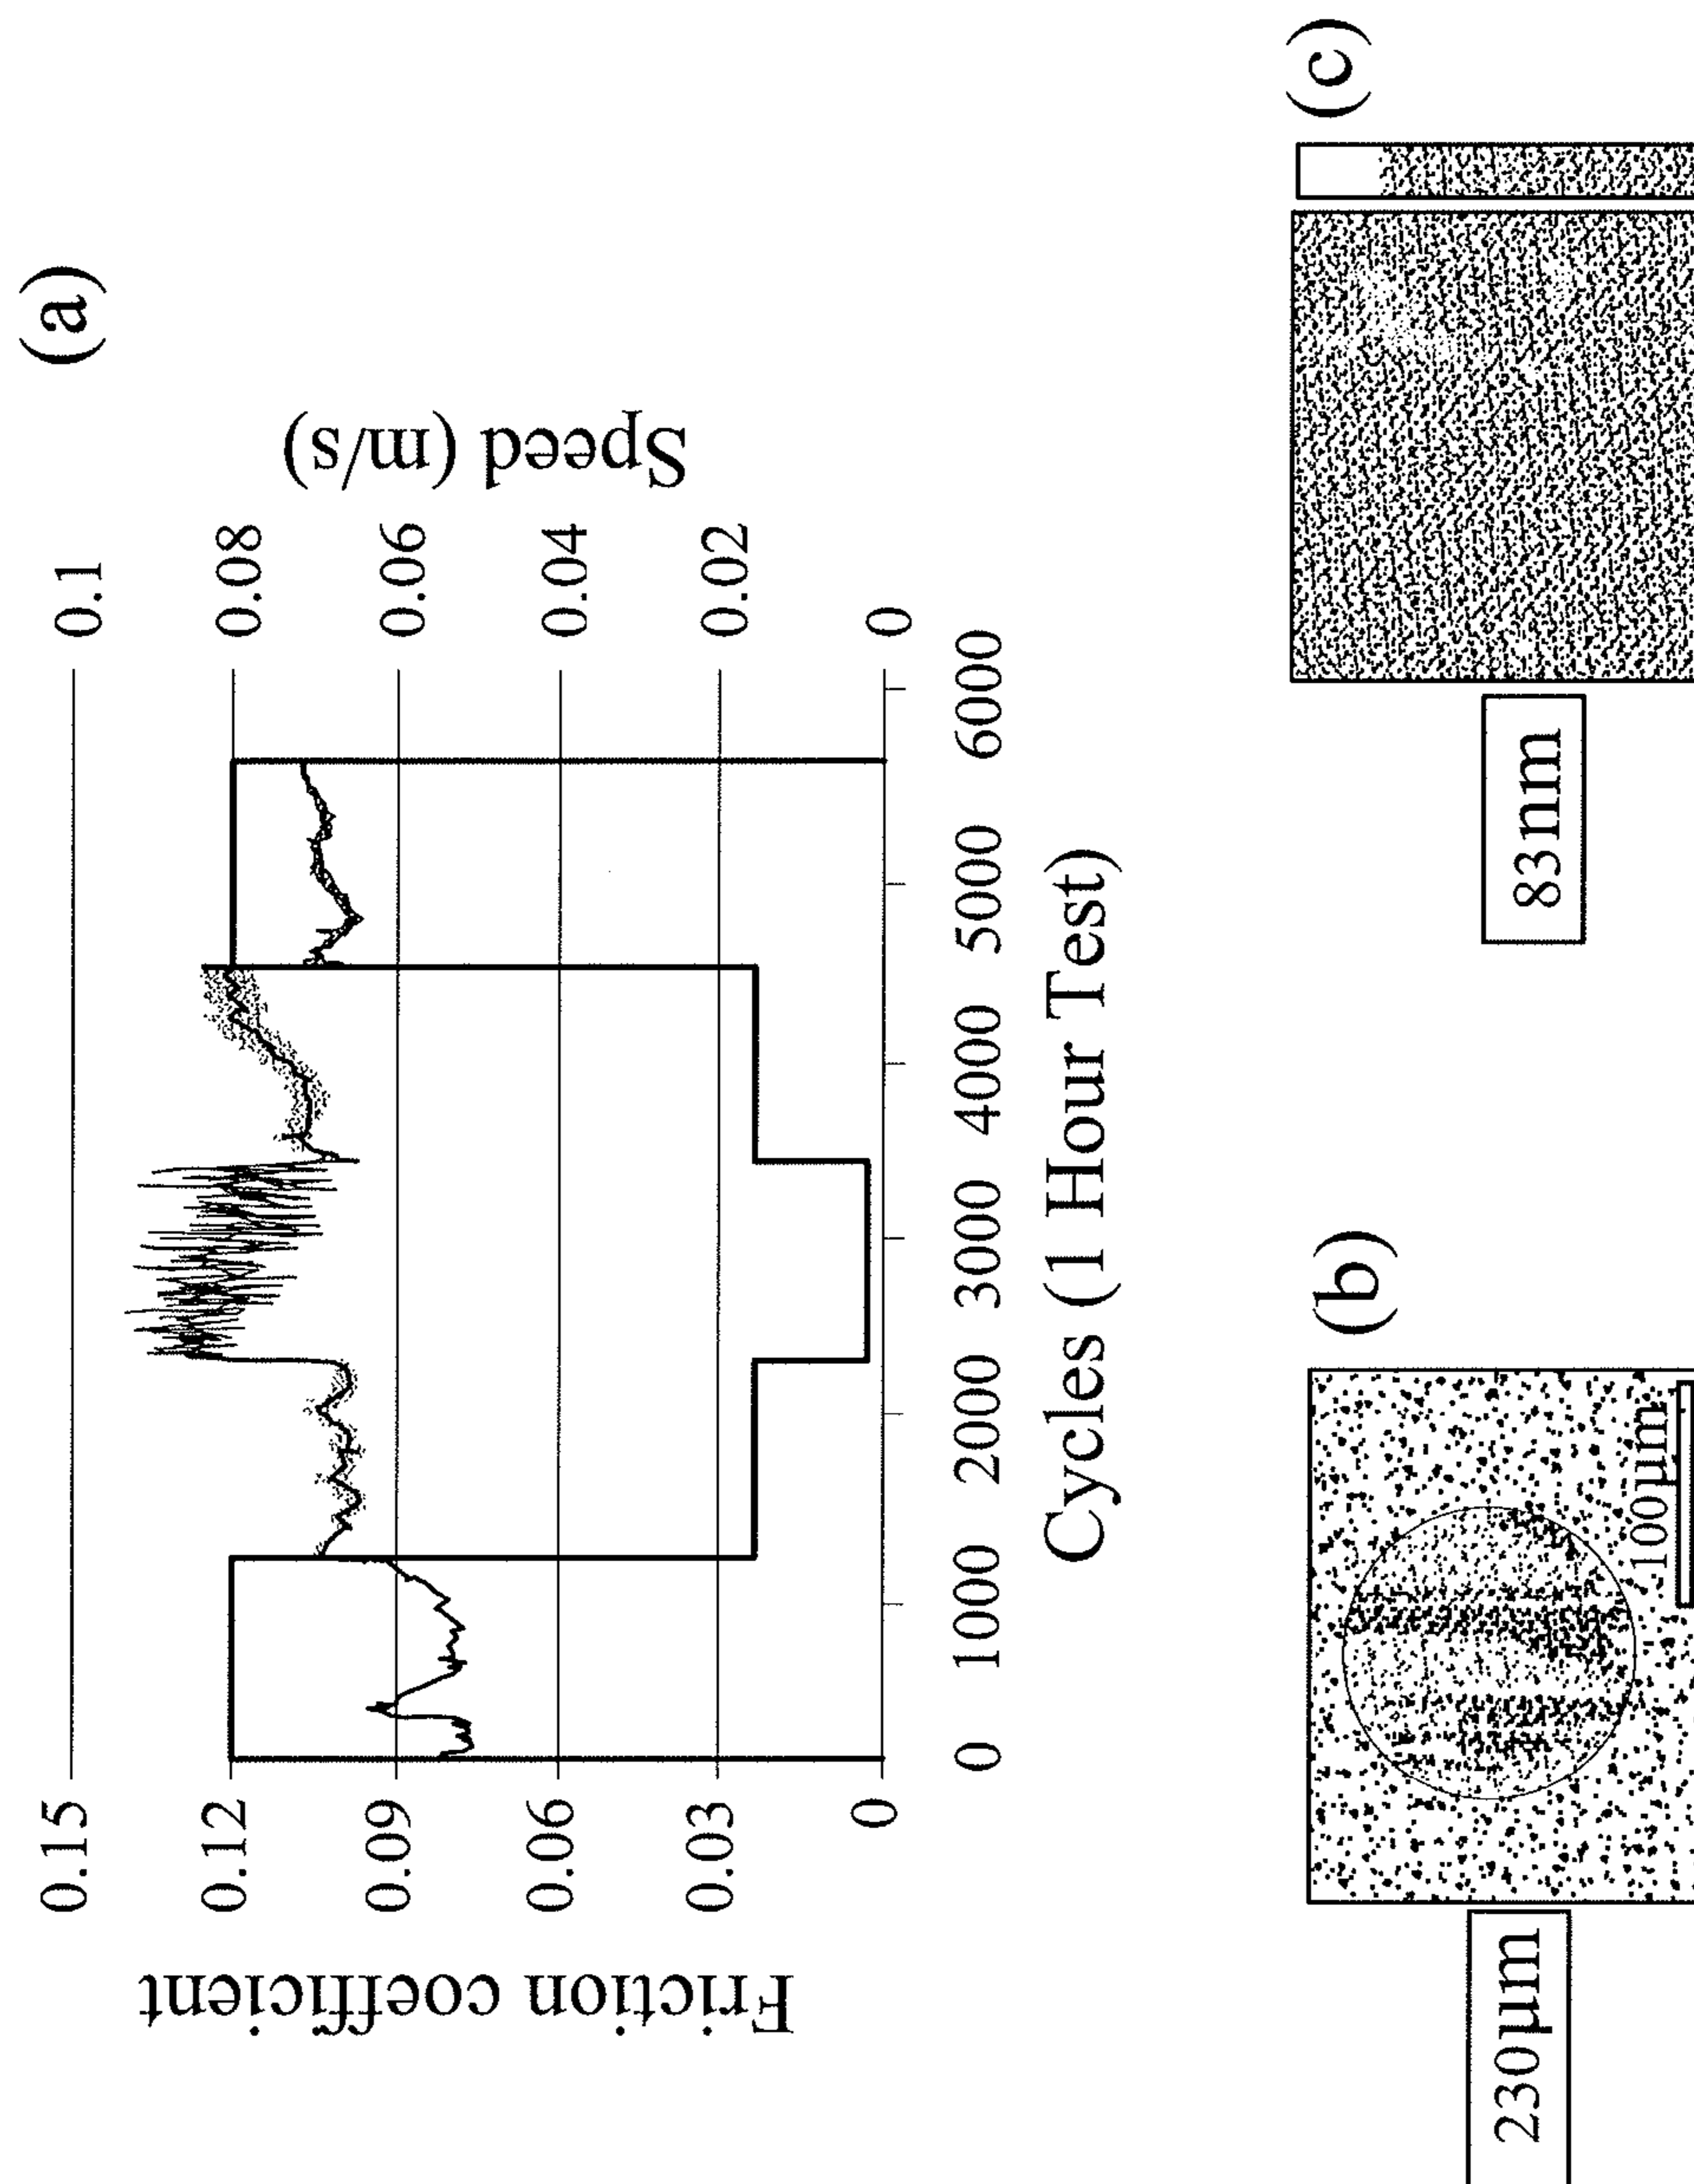 (a)
Friction coefficient
0.15
0.12
0.09
0.06
0.03
0
Speed (m/s)
0.1
0.08
0.06
0.04
0.02
0
0 1000 2000 3000 4000 5000 6000
Cycles (1 Hour Test)
(b)
230μm
100μm
(c)
83nm